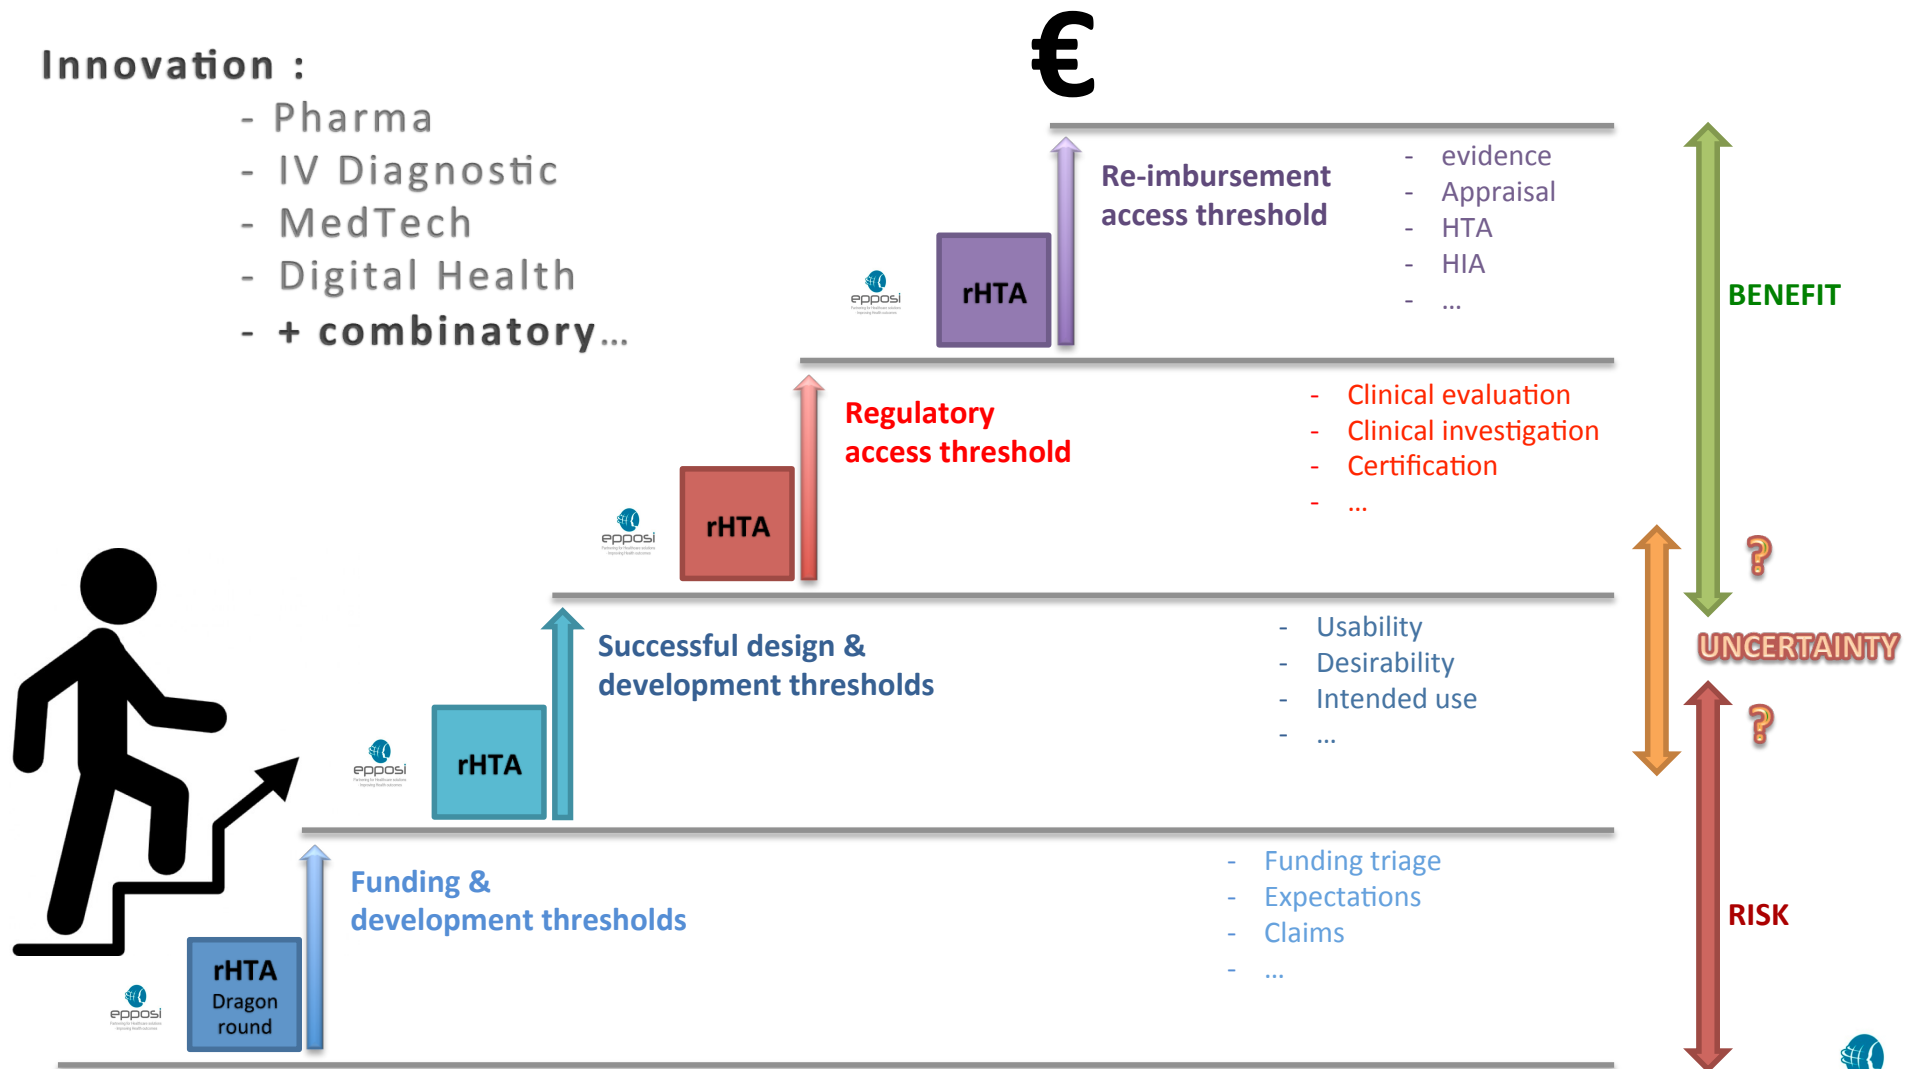 €
Innovation :
- Pharma
- IV Diagnostic
- MedTech
- Digital Health
- + combinatory...
Re-imbursement
access threshold
- evidence
- Appraisal
- HTA
- HIA
- ...
rHTA
epposi
BENEFIT
Regulatory
access threshold
- Clinical evaluation
- Clinical investigation
- Certification
- ...
rHTA
epposi
?
UNCERTAINTY
?
Successful design &
development thresholds
- Usability
- Desirability
- Intended use
- ...
rHTA
epposi
Funding &
development thresholds
- Funding triage
- Expectations
- Claims
- ...
RISK
rHTA
Dragon
round
epposi